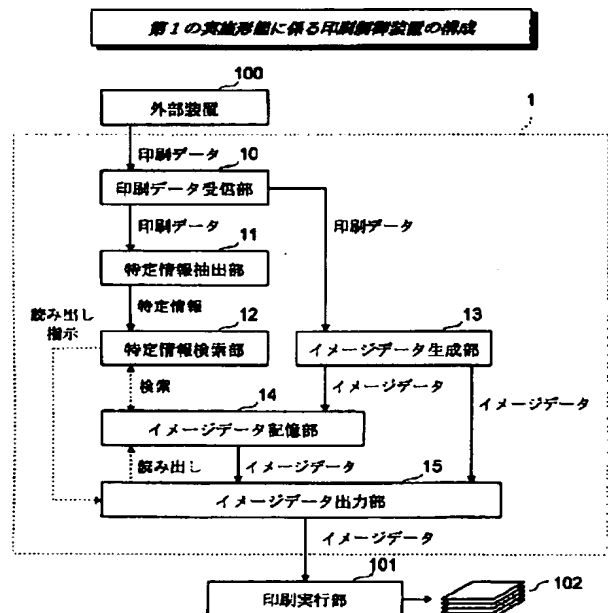 第1の実施形態に係る印刷制御装置の構成
100
外部装置
1
印刷データ
10
印刷データ受信部
印刷データ
印刷データ
11
特定情報抽出部
特定情報
読み出し
指示
12
特定情報検索部
13
イメージデータ生成部
検索
イメージデータ
イメージデータ
14
イメージデータ記憶部
読み出し
イメージデータ
15
イメージデータ出力部
イメージデータ
101
印刷実行部
102